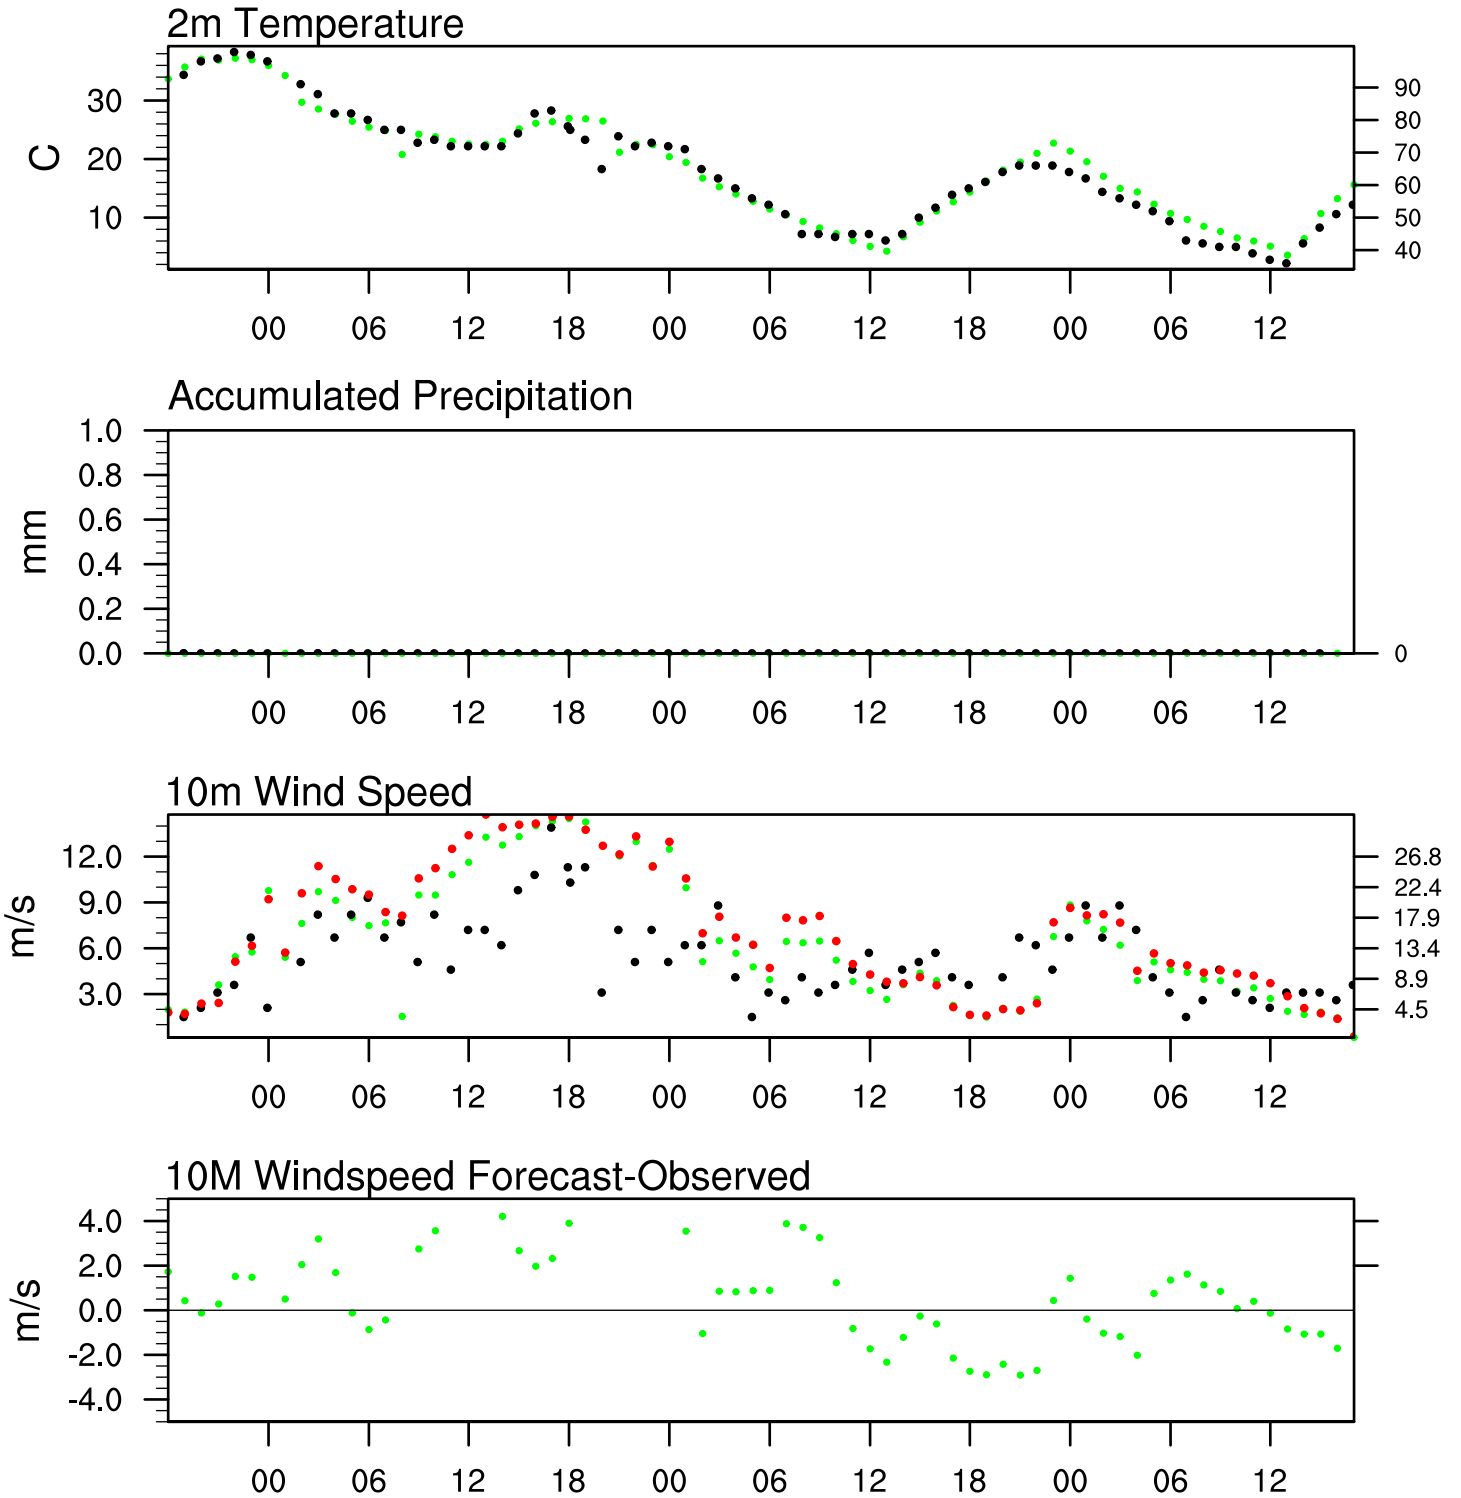 2m Temperature
C
30
20
10
90
80
70
60
50
40
00 06 12 18 00 06 12 18 00 06 12
Accumulated Precipitation
mm
1.0
0.8
0.6
0.4
0.2
0.0
0
00 06 12 18 00 06 12 18 00 06 12
10m Wind Speed
m/s
12.0
9.0
6.0
3.0
26.8
22.4
17.9
13.4
8.9
4.5
00 06 12 18 00 06 12 18 00 06 12
10M Windspeed Forecast-Observed
m/s
4.0
2.0
0.0
-2.0
-4.0
00 06 12 18 00 06 12 18 00 06 12